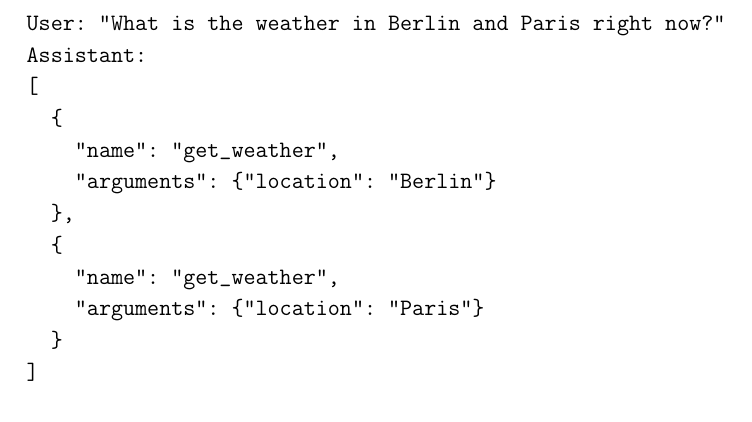 User: "What is the weather in Berlin and Paris right now?"
Assistant:
[
  {
    "name": "get_weather",
    "arguments": {"location": "Berlin"}
  },
  {
    "name": "get_weather",
    "arguments": {"location": "Paris"}
  }
]